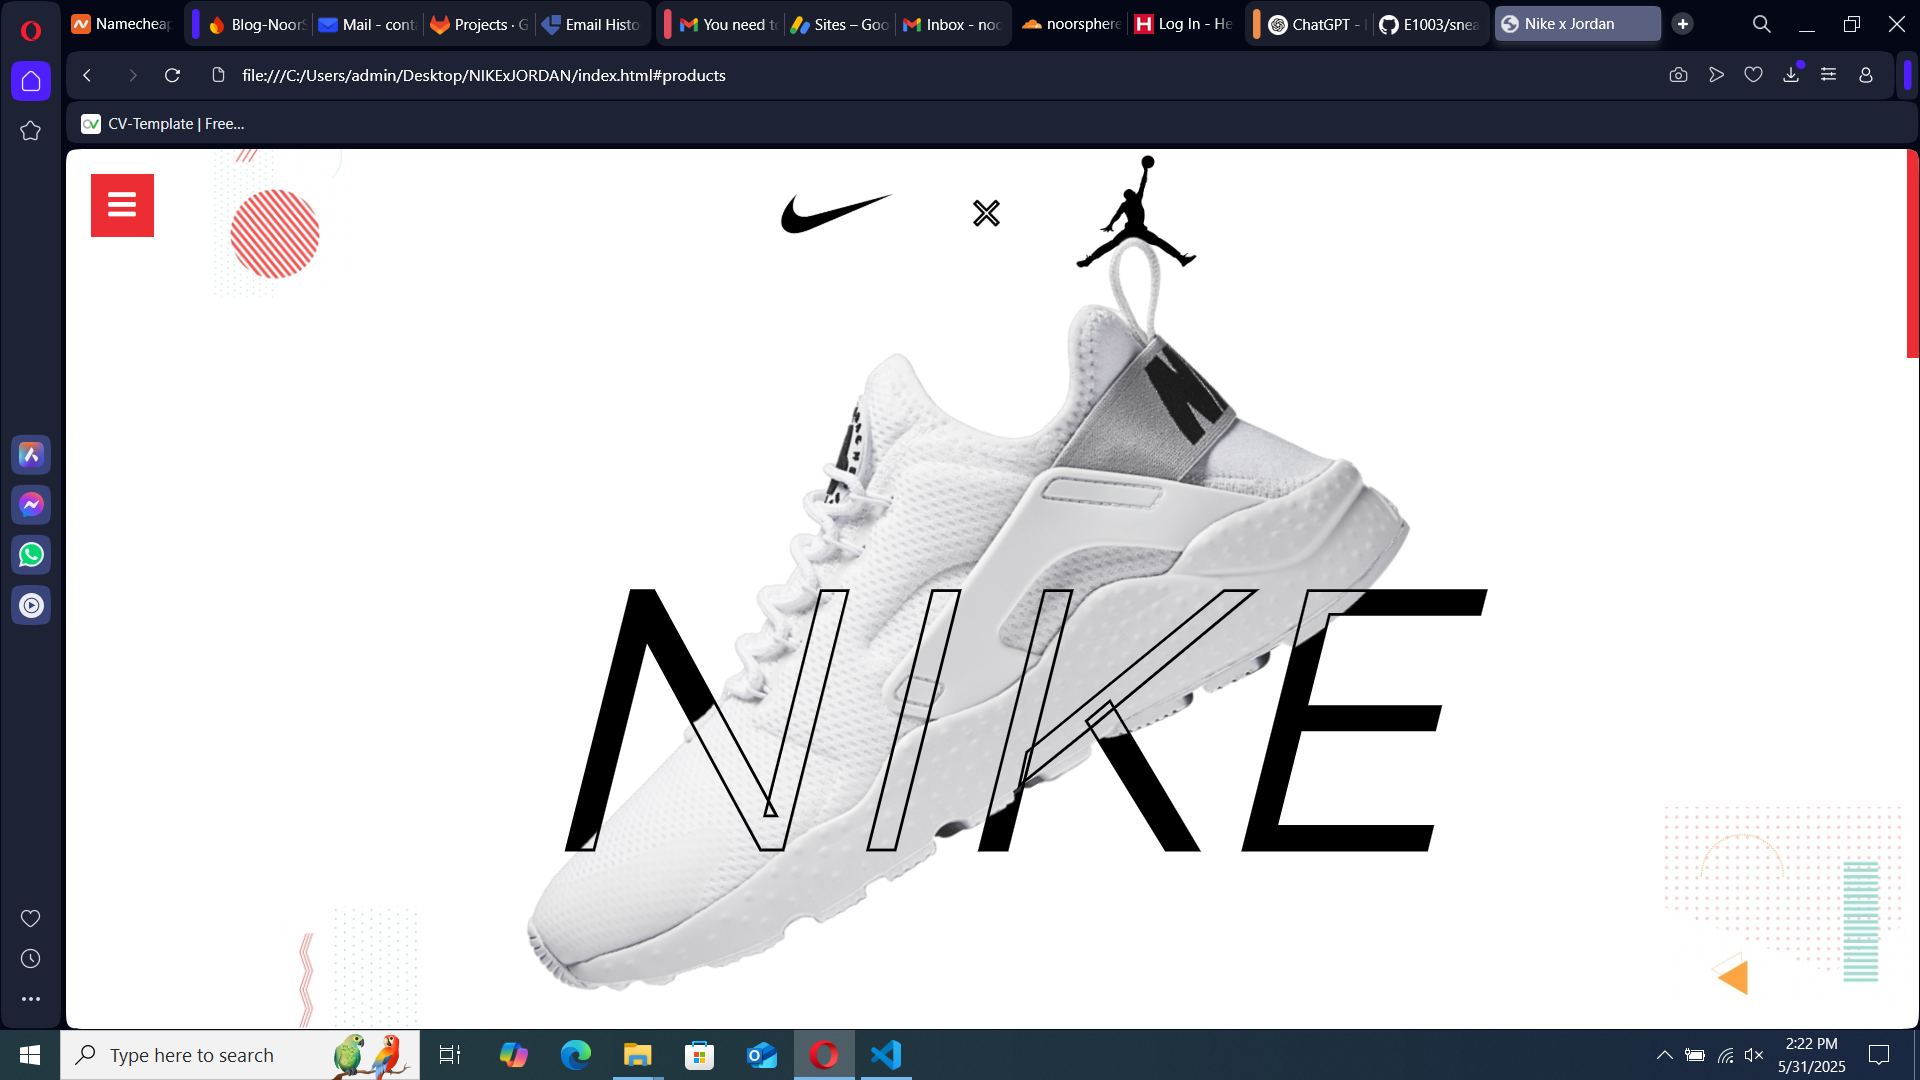 Namecheap
Blog-NoorS
Mail - cont
Projects · G
Email Histo
You need to
Sites – Goo
Inbox - noo
noorsphere
Log In - He
ChatGPT - 
E1003/snea
Nike x Jordan
file:///C:/Users/admin/Desktop/NIKExJORDAN/index.html#products
CV-Template | Free...
NIKE
Type here to search
2:22 PM
5/31/2025